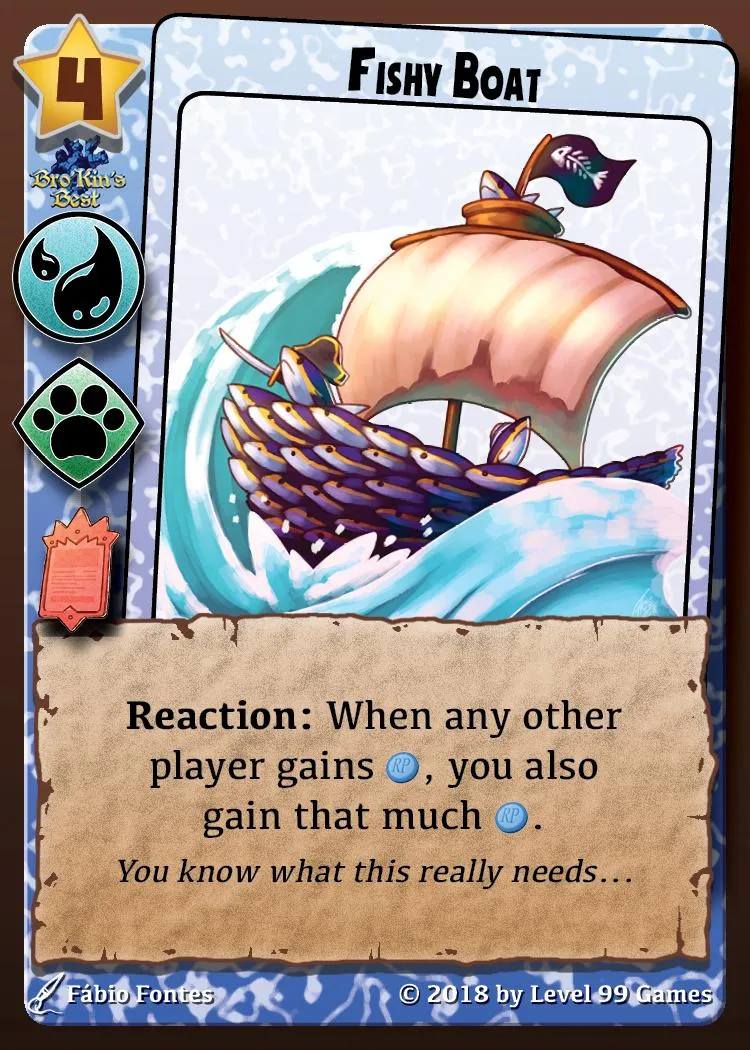 Fishy Boat
4
Bro'Kin's
Best
Reaction: When any other
player gains RP, you also
gain that much RP.
You know what this really needs...
Fábio Fontes
© 2018 by Level 99 Games